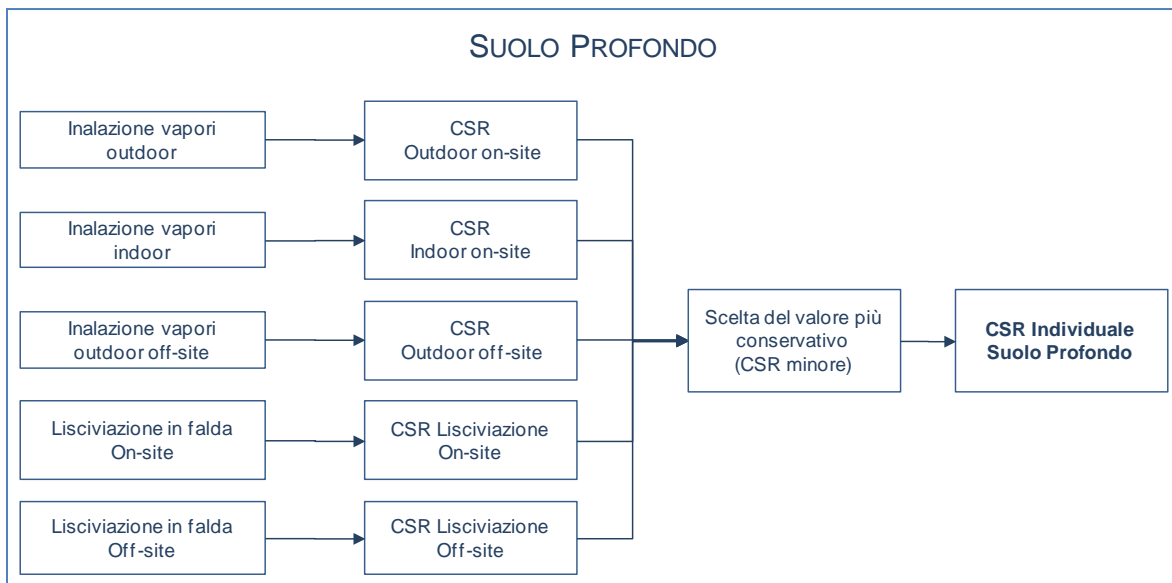 SUOLO PROFONDO
Inalazione vapori
outdoor
CSR
Outdoor on-site
Inalazione vapori
indoor
CSR
Indoor on-site
Inalazione vapori
outdoor off-site
CSR
Outdoor off-site
Scelta del valore più
conservativo
(CSR minore)
CSR Individuale
Suolo Profondo
Lisciviazione in falda
On-site
CSR Lisciviazione
On-site
Lisciviazione in falda
Off-site
CSR Lisciviazione
Off-site